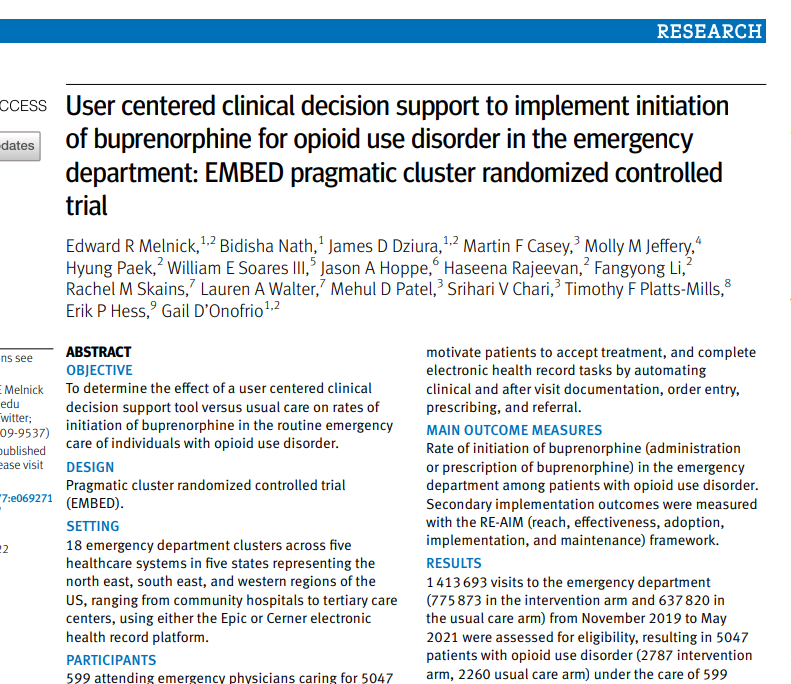 RESEARCH
CCESS
dates
User centered clinical decision support to implement initiation
of buprenorphine for opioid use disorder in the emergency
department: EMBED pragmatic cluster randomized controlled
trial
Edward R Melnick,1,2 Bidisha Nath,1 James D Dziura,1,2 Martin F Casey,3 Molly M Jeffery,4
Hyung Paek,2 William E Soares III,5 Jason A Hoppe,6 Haseena Rajeevan,2 Fangyong Li,2
Rachel M Skains,7 Lauren A Walter,7 Mehul D Patel,3 Srihari V Chari,3 Timothy F Platts-Mills,8
Erik P Hess,9 Gail D'Onofrio1,2
ns see
E Melnick
edu
Twitter;
09-9537)
published
ease visit
77:e069271
22
ABSTRACT
OBJECTIVE
To determine the effect of a user centered clinical
decision support tool versus usual care on rates of
initiation of buprenorphine in the routine emergency
care of individuals with opioid use disorder.
DESIGN
Pragmatic cluster randomized controlled trial
(EMBED).
SETTING
18 emergency department clusters across five
healthcare systems in five states representing the
north east, south east, and western regions of the
US, ranging from community hospitals to tertiary care
centers, using either the Epic or Cerner electronic
health record platform.
PARTICIPANTS
599 attending emergency physicians caring for 5047
motivate patients to accept treatment, and complete
electronic health record tasks by automating
clinical and after visit documentation, order entry,
prescribing, and referral.
MAIN OUTCOME MEASURES
Rate of initiation of buprenorphine (administration
or prescription of buprenorphine) in the emergency
department among patients with opioid use disorder.
Secondary implementation outcomes were measured
with the RE-AIM (reach, effectiveness, adoption,
implementation, and maintenance) framework.
RESULTS
1 413 693 visits to the emergency department
(775 873 in the intervention arm and 637 820 in
the usual care arm) from November 2019 to May
2021 were assessed for eligibility, resulting in 5047
patients with opioid use disorder (2787 intervention
arm, 2260 usual care arm) under the care of 599